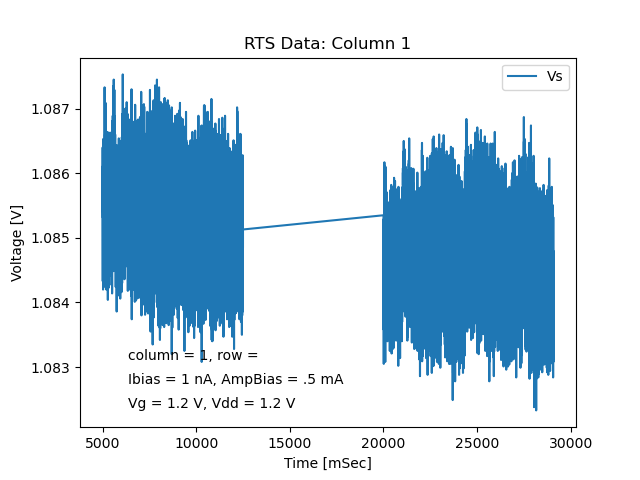 RTS Data: Column 1
Vs
Voltage [V]
1.087
1.086
1.085
1.084
1.083
column = 1, row =
Ibias = 1 nA, AmpBias = .5 mA
Vg = 1.2 V, Vdd = 1.2 V
5000 10000 15000 20000 25000 30000
Time [mSec]